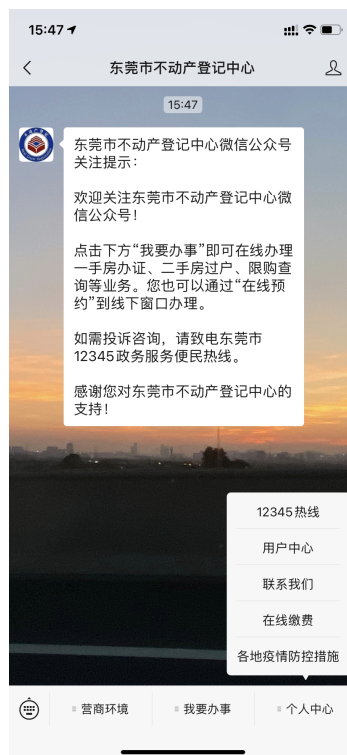 15:47
东莞市不动产登记中心
15:47
东莞市不动产登记中心微信公众号
关注提示：
欢迎关注东莞市不动产登记中心微
信公众号！
点击下方“我要办事”即可在线办理
一手房办证、二手房过户、限购查
询等业务。您也可以通过“在线预
约”到线下窗口办理。
如需投诉咨询，请致电东莞市
12345政务服务便民热线。
感谢您对东莞市不动产登记中心的
支持！
12345热线
用户中心
联系我们
在线缴费
各地疫情防控措施
营商环境
我要办事
个人中心